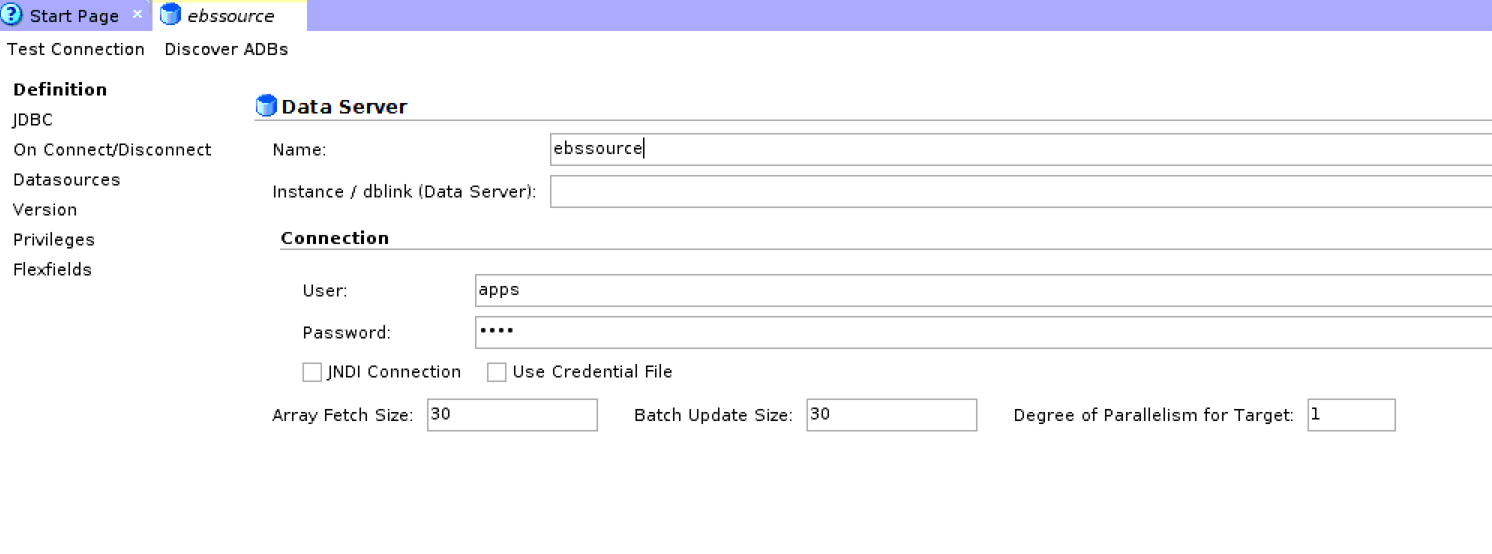 Start Page × ebssource
Test Connection Discover ADBs
Definition
JDBC
On Connect/Disconnect
Datasources
Version
Privileges
Flexfields
Data Server
Name: ebssource
Instance / dblink (Data Server):
Connection
User: apps
Password: ••••
JNDI Connection Use Credential File
Array Fetch Size: 30 Batch Update Size: 30 Degree of Parallelism for Target: 1